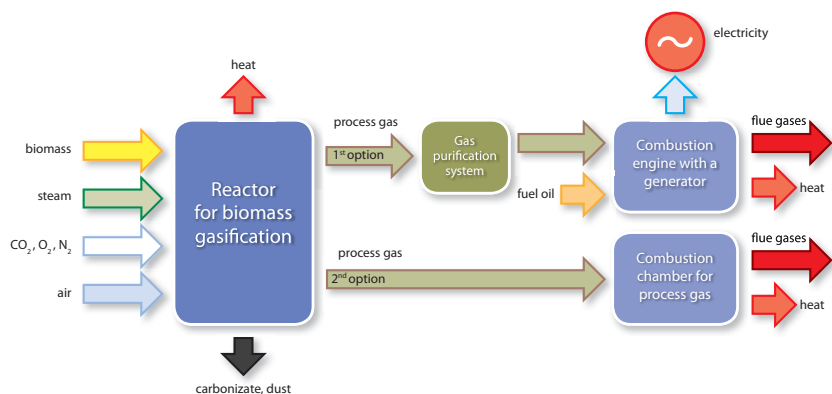 electricity
heat
process gas
1st option
Gas
purification
system
Combustion
engine with a
generator
flue gases
heat
fuel oil
biomass
steam
CO₂, O₂, N₂
air
Reactor
for biomass
gasification
process gas
2nd option
Combustion
chamber for
process gas
flue gases
heat
carbonizate, dust